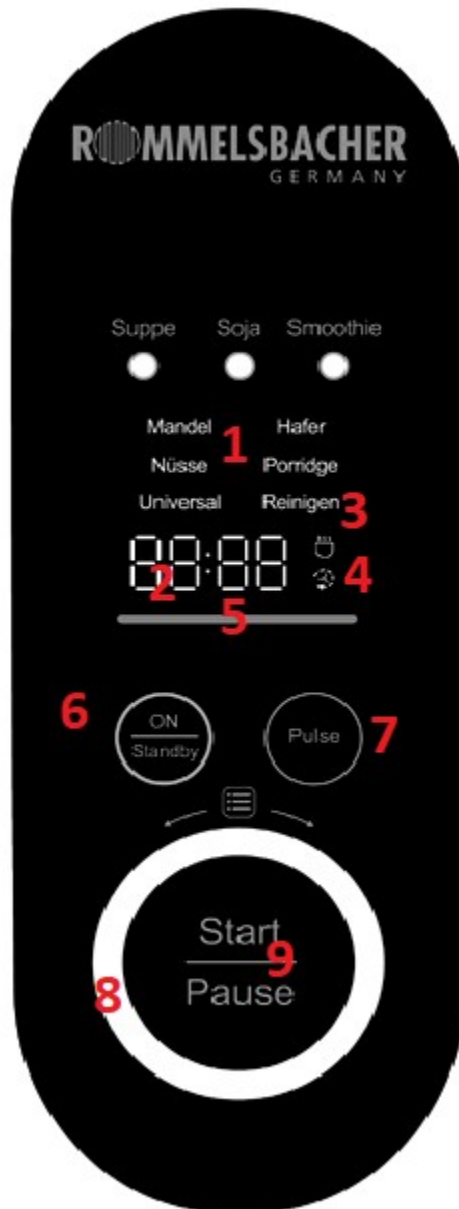 ROMMELSBACHER
GERMANY
Suppe Soja Smoothie
Mandel Hafer
1
Nüsse Porridge
Universal Reinigen 3
88:88 4
2
5
6 ON Pulse 7
Standby
Start
9
8 Pause